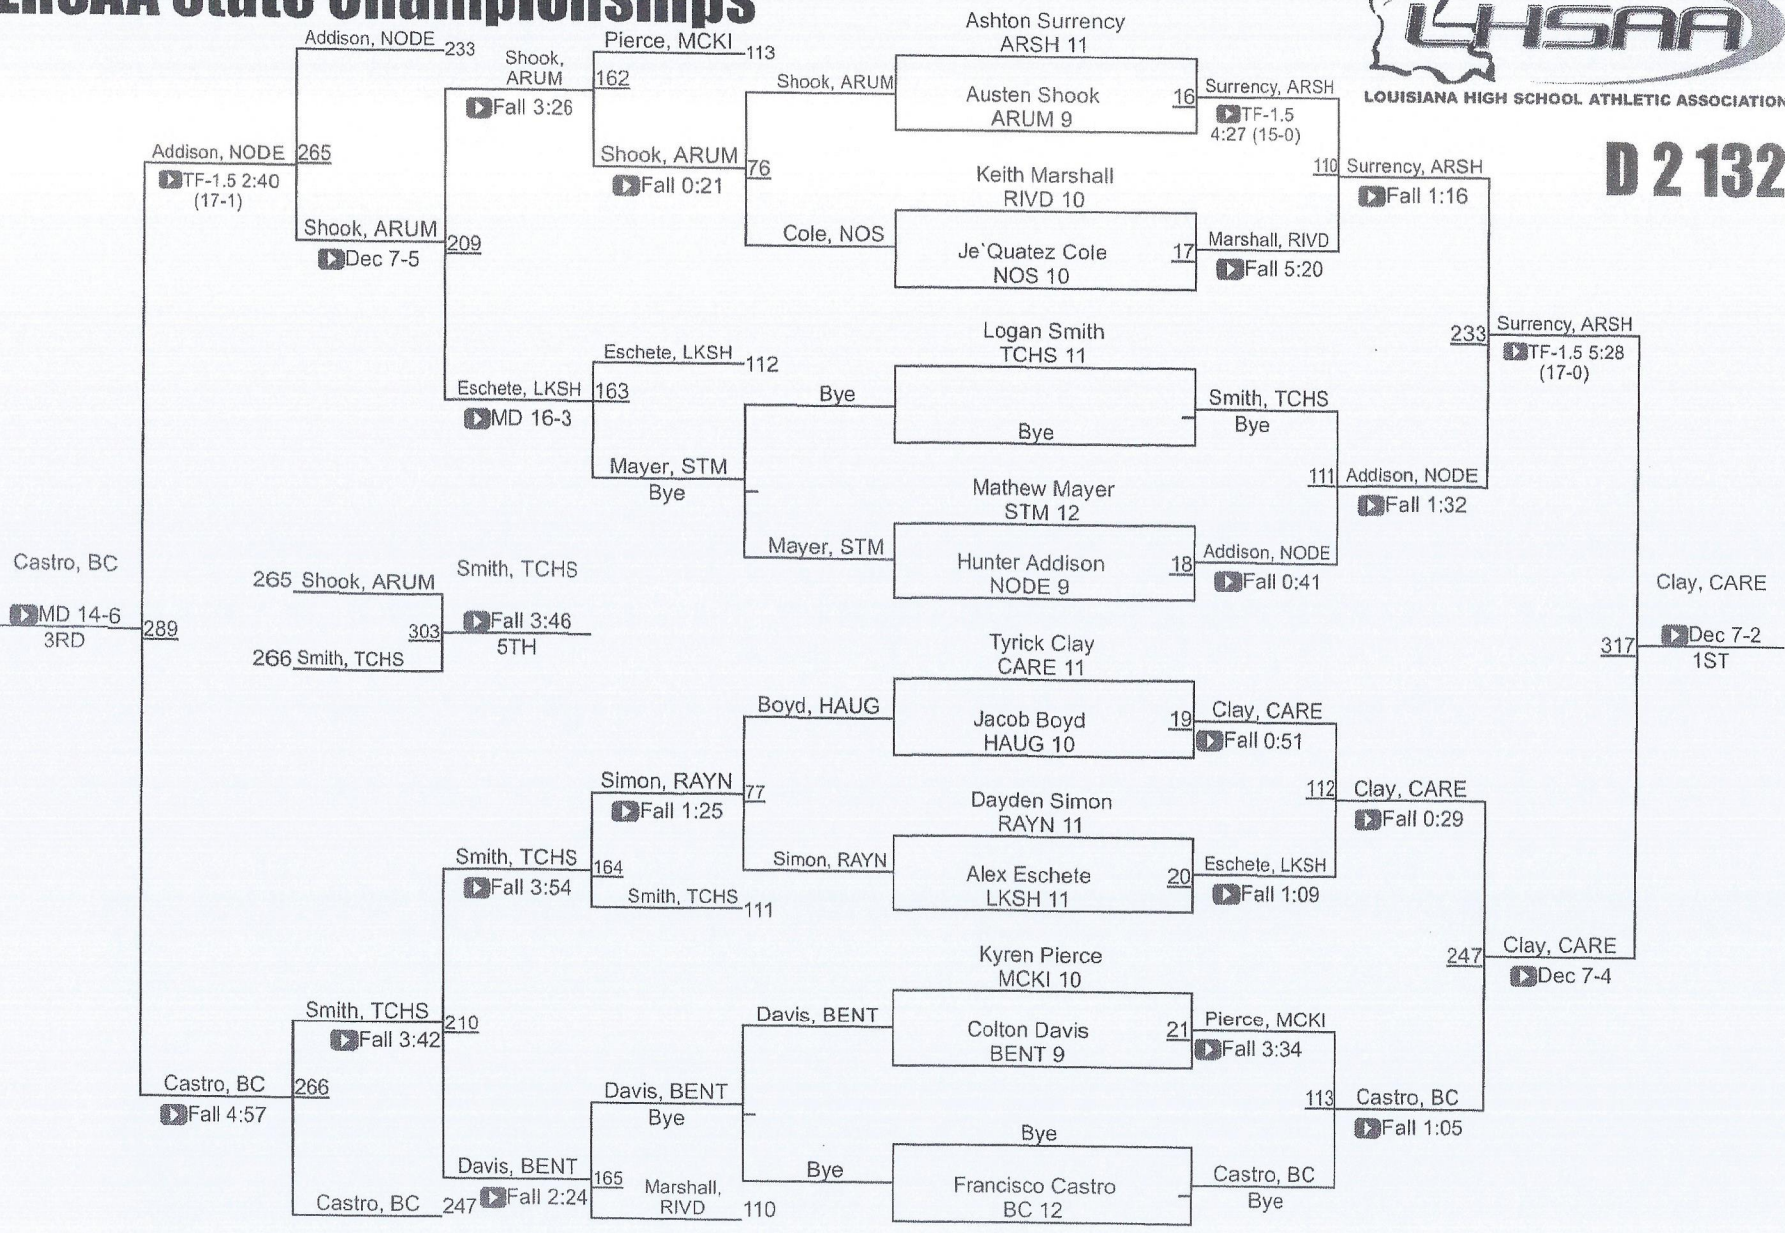 LHSAA State Championships
LHSAA
LOUISIANA HIGH SCHOOL ATHLETIC ASSOCIATION
D 2 132
Addison, NODE 233
Addison, NODE 265
TF-1.5 2:40
(17-1)
Shook, ARUM
Dec 7-5
209
Shook,
ARUM
Fall 3:26
Pierce, MCKI 113
162
Shook, ARUM
Fall 0:21
76
Shook, ARUM
Cole, NOS
Eschete, LKSH 112
Eschete, LKSH 163
MD 16-3
Mayer, STM
Bye
Bye
Mayer, STM
Castro, BC
MD 14-6
3RD
289
265 Shook, ARUM
266 Smith, TCHS
303
Smith, TCHS
Fall 3:46
5TH
Boyd, HAUG
Simon, RAYN
Fall 1:25
77
Simon, RAYN
Smith, TCHS
Fall 3:54
164
Smith, TCHS 111
Smith, TCHS
Fall 3:42
210
Castro, BC
Fall 4:57
266
Castro, BC 247
Davis, BENT
Fall 2:24
165
Davis, BENT
Bye
Marshall,
RIVD 110
Davis, BENT
Bye
Ashton Surrency
ARSH 11
Austen Shook
ARUM 9
16
Surrency, ARSH
TF-1.5
4:27 (15-0)
Keith Marshall
RIVD 10
Je`Quatez Cole
NOS 10
17
Marshall, RIVD
Fall 5:20
110
Surrency, ARSH
Fall 1:16
Logan Smith
TCHS 11
Bye
Smith, TCHS
Bye
Mathew Mayer
STM 12
Hunter Addison
NODE 9
18
Addison, NODE
Fall 0:41
111
Addison, NODE
Fall 1:32
233
Surrency, ARSH
TF-1.5 5:28
(17-0)
Tyrick Clay
CARE 11
Jacob Boyd
HAUG 10
19
Clay, CARE
Fall 0:51
Dayden Simon
RAYN 11
Alex Eschete
LKSH 11
20
Eschete, LKSH
Fall 1:09
112
Clay, CARE
Fall 0:29
Kyren Pierce
MCKI 10
Colton Davis
BENT 9
21
Pierce, MCKI
Fall 3:34
Bye
Francisco Castro
BC 12
Castro, BC
Bye
113
Castro, BC
Fall 1:05
247
Clay, CARE
Dec 7-4
317
Clay, CARE
Dec 7-2
1ST